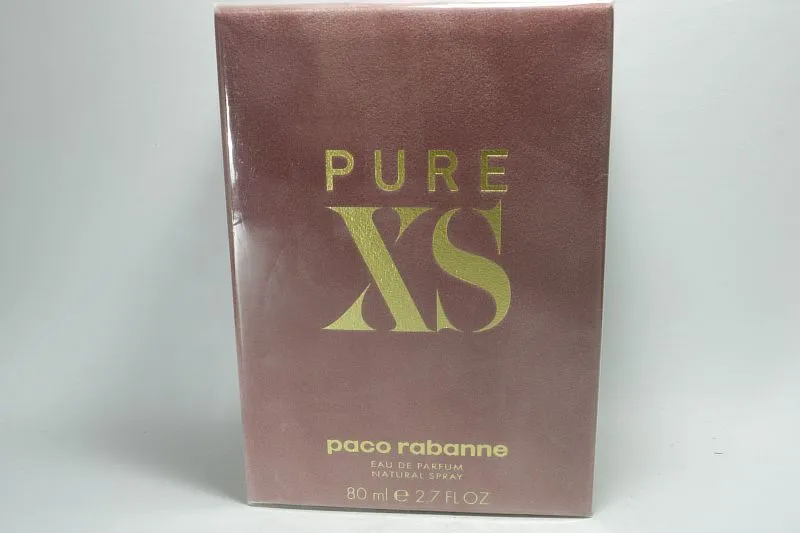 PURE
XS
paco rabanne
EAU DE PARFUM
NATURAL SPRAY
80 ml ℮ 2.7 FL OZ